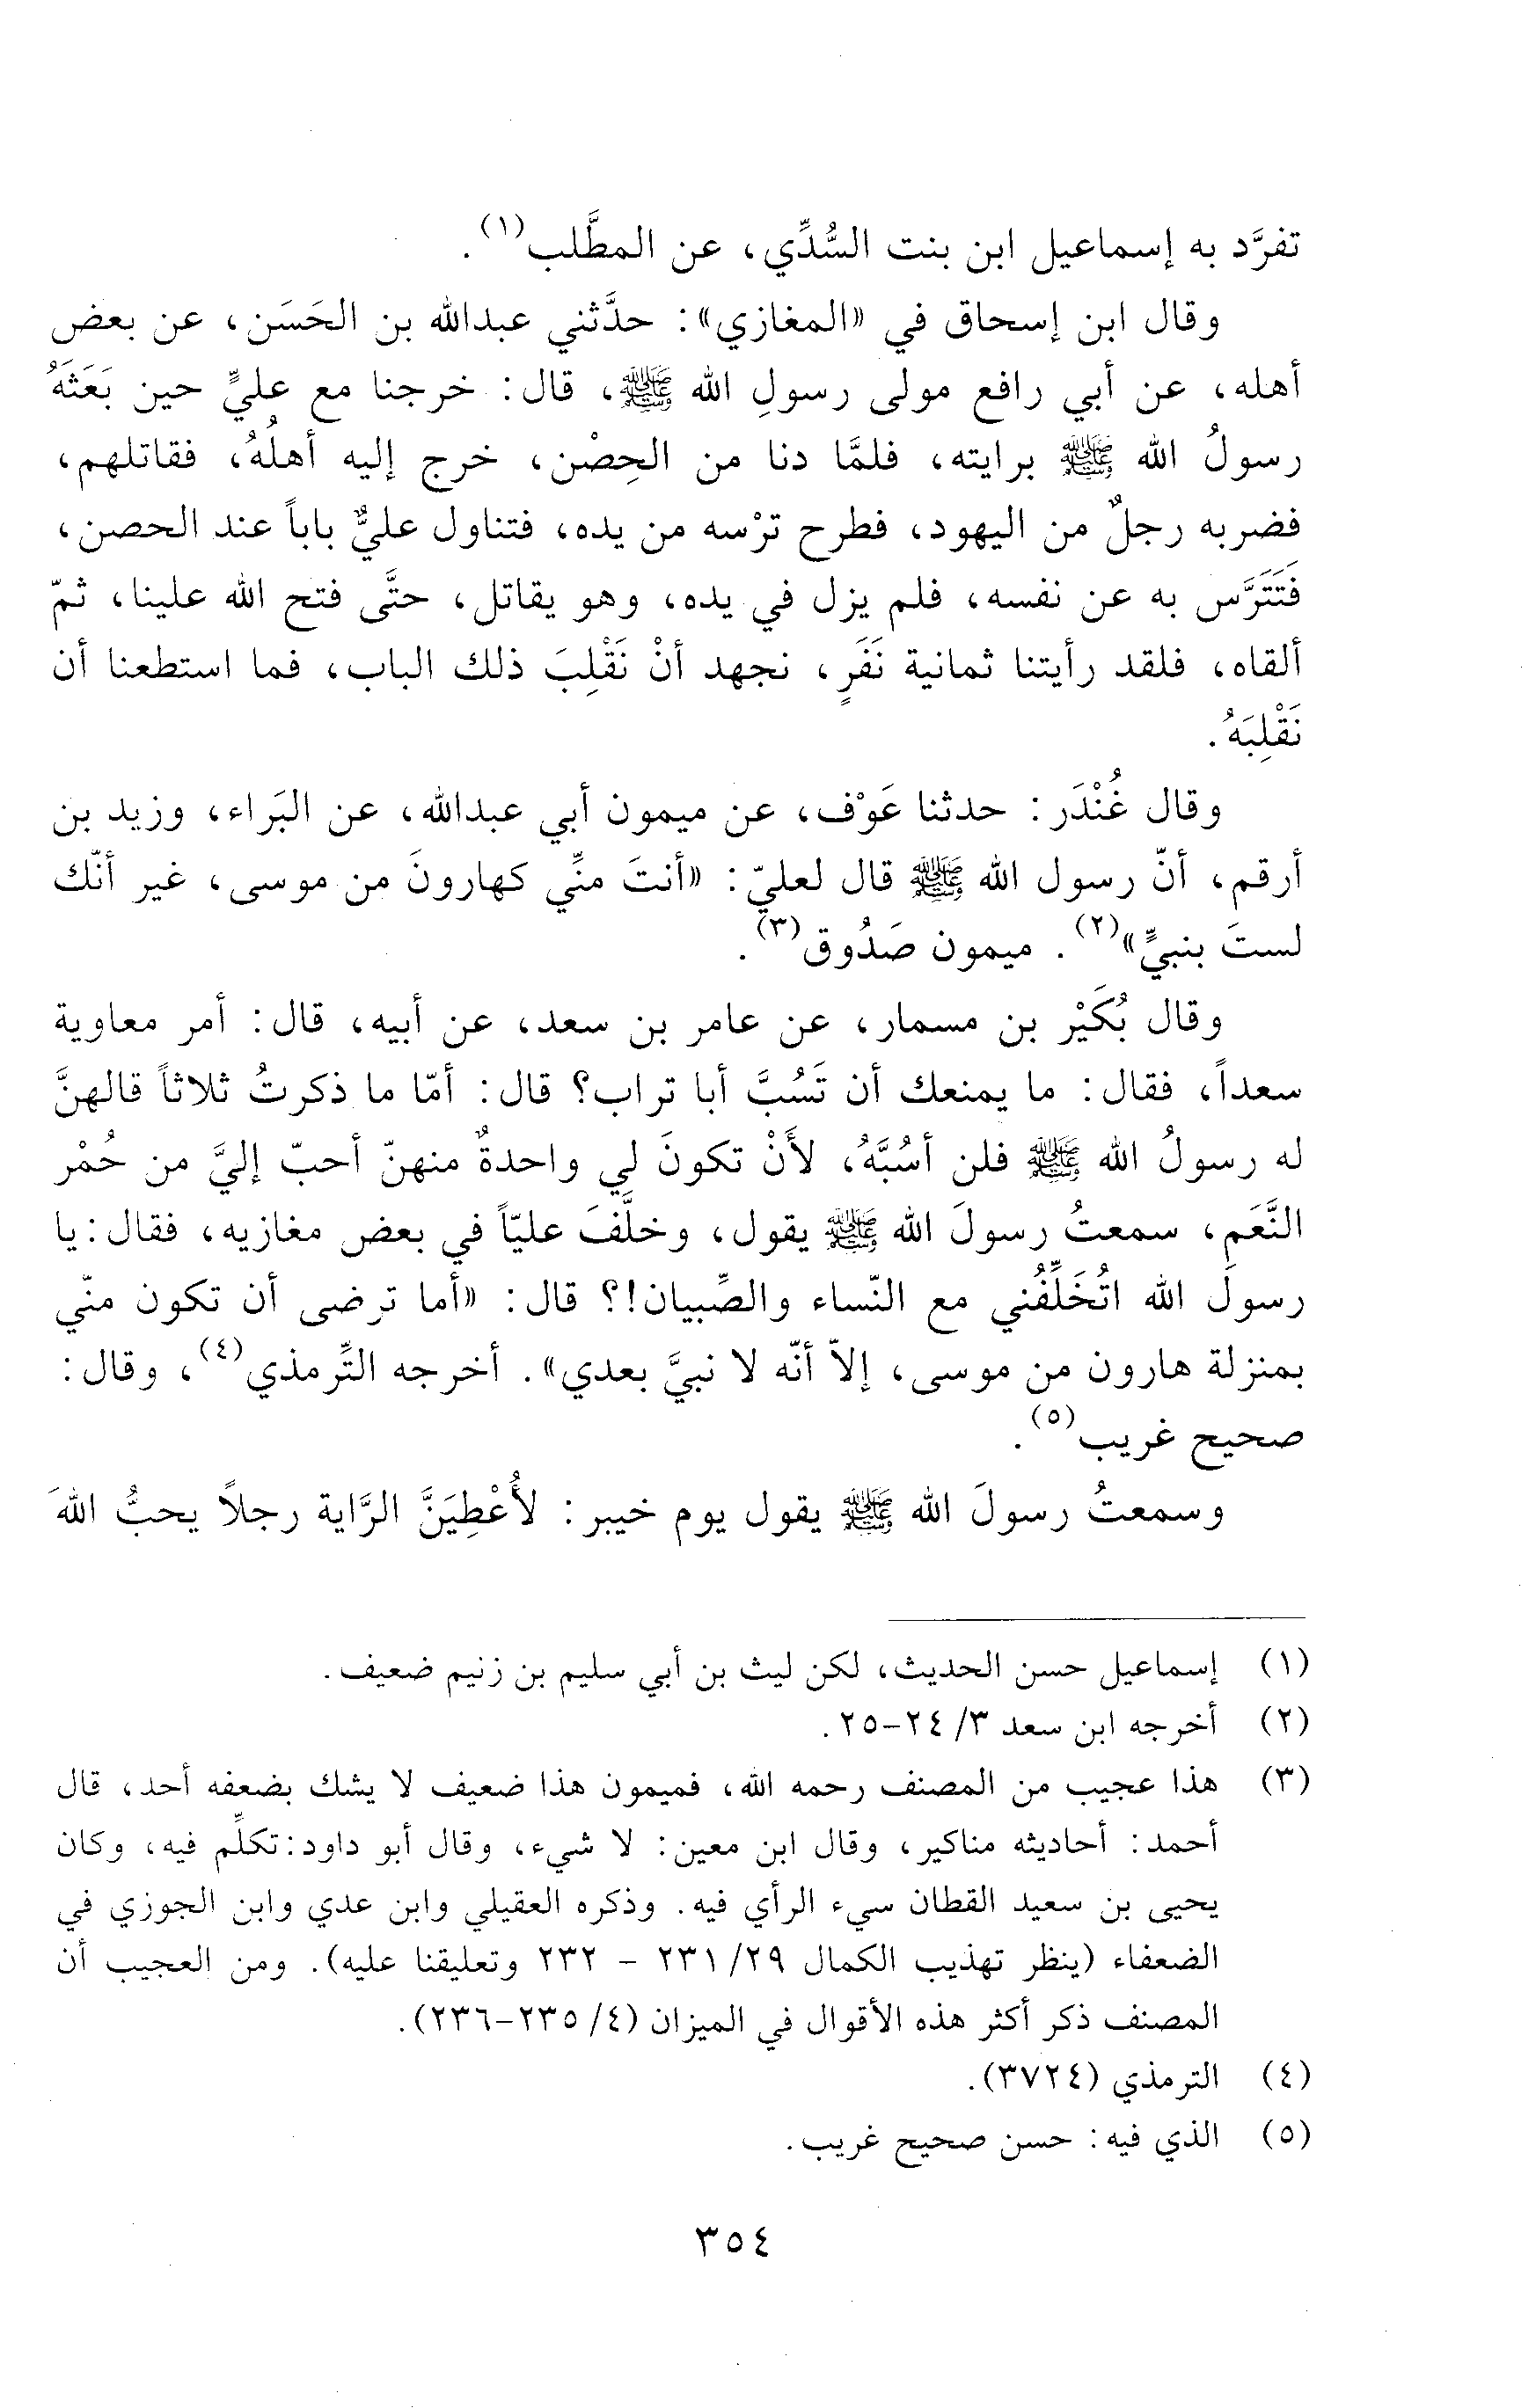 تفرَّد به إسماعيل ابن بنت السُّدِّي، عن المطَّلب(١).
وقال ابن إسحاق في «المغازي»: حدَّثني عبدالله بن الحَسَن، عن بعض
أهله، عن أبي رافع مولى رسولِ الله ﷺ، قال: خرجنا مع عليٍّ حين بَعَثَهُ
رسولُ الله ﷺ برايته، فلمَّا دنا من الحِصْن، خرج إليه أهلُهُ، فقاتلهم،
فضربه رجلٌ من اليهود، فطرح ترْسه من يده، فتناول عليٌّ باباً عند الحصن،
فَتَتَرَّس به عن نفسه، فلم يزل في يده، وهو يقاتل، حتَّى فتح الله علينا، ثمّ
ألقاه، فلقد رأيتنا ثمانية نَفَرٍ، نجهد أنْ نَقْلِبَ ذلك الباب، فما استطعنا أن
نَقْلِبَهُ.
وقال غُنْدَر: حدثنا عَوْف، عن ميمون أبي عبدالله، عن البَراء، وزيد بن
أرقم، أنّ رسول الله ﷺ قال لعليّ: «أنتَ منِّي كهارونَ من موسى، غير أنّك
لستَ بنبيٍّ»(٢). ميمون صَدُوق(٣).
وقال بُكَيْر بن مسمار، عن عامر بن سعد، عن أبيه، قال: أمر معاوية
سعداً، فقال: ما يمنعك أن تَسُبَّ أبا تراب؟ قال: أمّا ما ذكرتُ ثلاثاً قالهنَّ
له رسولُ الله ﷺ فلن أسُبَّهُ، لأَنْ تكونَ لي واحدةٌ منهنّ أحبّ إليَّ من حُمْر
النَّعَم، سمعتُ رسولَ الله ﷺ يقول، وخلَّفَ عليّاً في بعض مغازيه، فقال: يا
رسولَ الله اتُخَلِّفُني مع النّساء والصِّبيان!؟ قال: «أما ترضى أن تكون منّي
بمنزلة هارون من موسى، إلاّ أنّه لا نبيَّ بعدي». أخرجه التِّرمذي(٤)، وقال:
صحيح غريب(٥).
وسمعتُ رسولَ الله ﷺ يقول يوم خيبر: لأُعْطِيَنَّ الرَّاية رجلاً يحبُّ اللهَ
(١) إسماعيل حسن الحديث، لكن ليث بن أبي سليم بن زنيم ضعيف.
(٢) أخرجه ابن سعد ٣/ ٢٤-٢٥.
(٣) هذا عجيب من المصنف رحمه الله، فميمون هذا ضعيف لا يشك بضعفه أحد، قال
أحمد: أحاديثه مناكير، وقال ابن معين: لا شيء، وقال أبو داود: تكلِّم فيه، وكان
يحيى بن سعيد القطان سيء الرأي فيه. وذكره العقيلي وابن عدي وابن الجوزي في
الضعفاء (ينظر تهذيب الكمال ٢٩/ ٢٣١ - ٢٣٢ وتعليقنا عليه). ومن العجيب أن
المصنف ذكر أكثر هذه الأقوال في الميزان (٤/ ٢٣٥-٢٣٦).
(٤) الترمذي (٣٧٢٤).
(٥) الذي فيه: حسن صحيح غريب.
٣٥٤